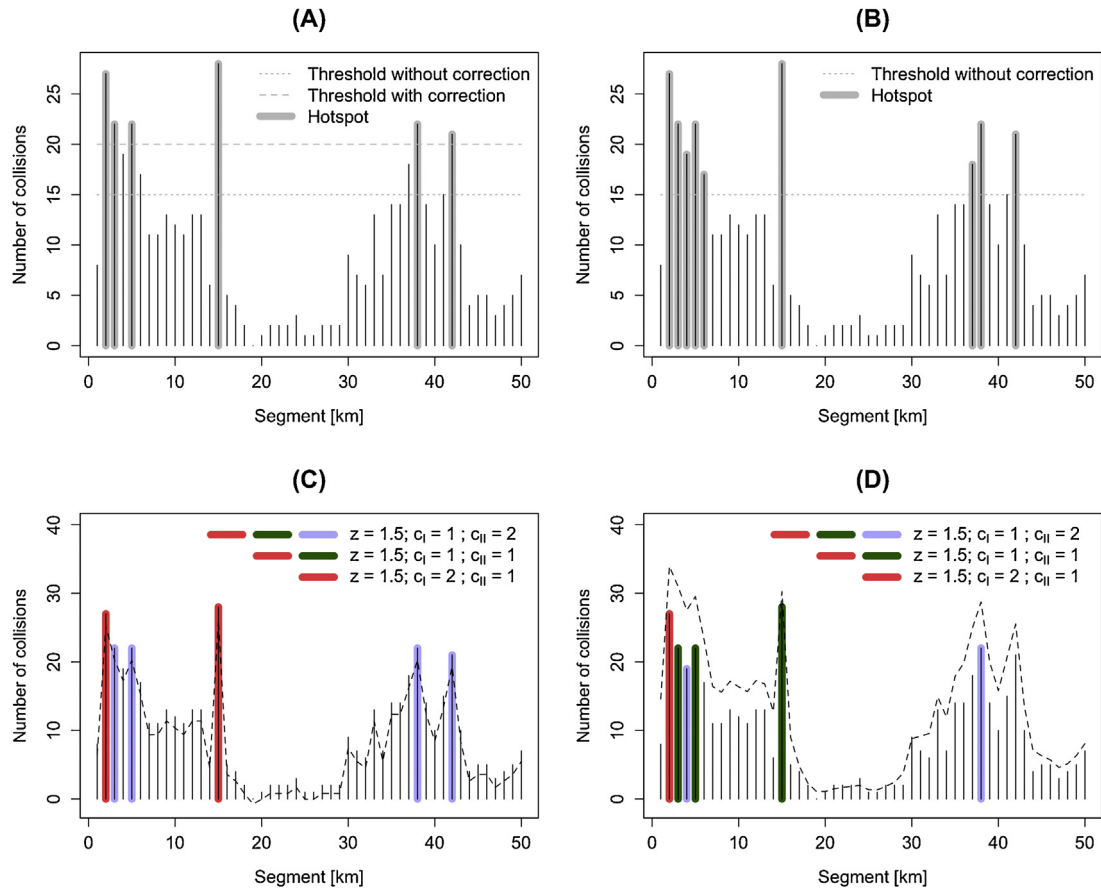 (A)
Threshold without correction
Threshold with correction
Hotspot
Number of collisions
0
5
10
15
20
25
0
10
20
30
40
50
Segment [km]
(B)
Threshold without correction
Hotspot
Number of collisions
0
5
10
15
20
25
0
10
20
30
40
50
Segment [km]
(C)
z = 1.5; cI = 1 ; cII = 2
z = 1.5; cI = 1 ; cII = 1
z = 1.5; cI = 2 ; cII = 1
Number of collisions
0
10
20
30
40
0
10
20
30
40
50
Segment [km]
(D)
z = 1.5; cI = 1 ; cII = 2
z = 1.5; cI = 1 ; cII = 1
z = 1.5; cI = 2 ; cII = 1
Number of collisions
0
10
20
30
40
0
10
20
30
40
50
Segment [km]